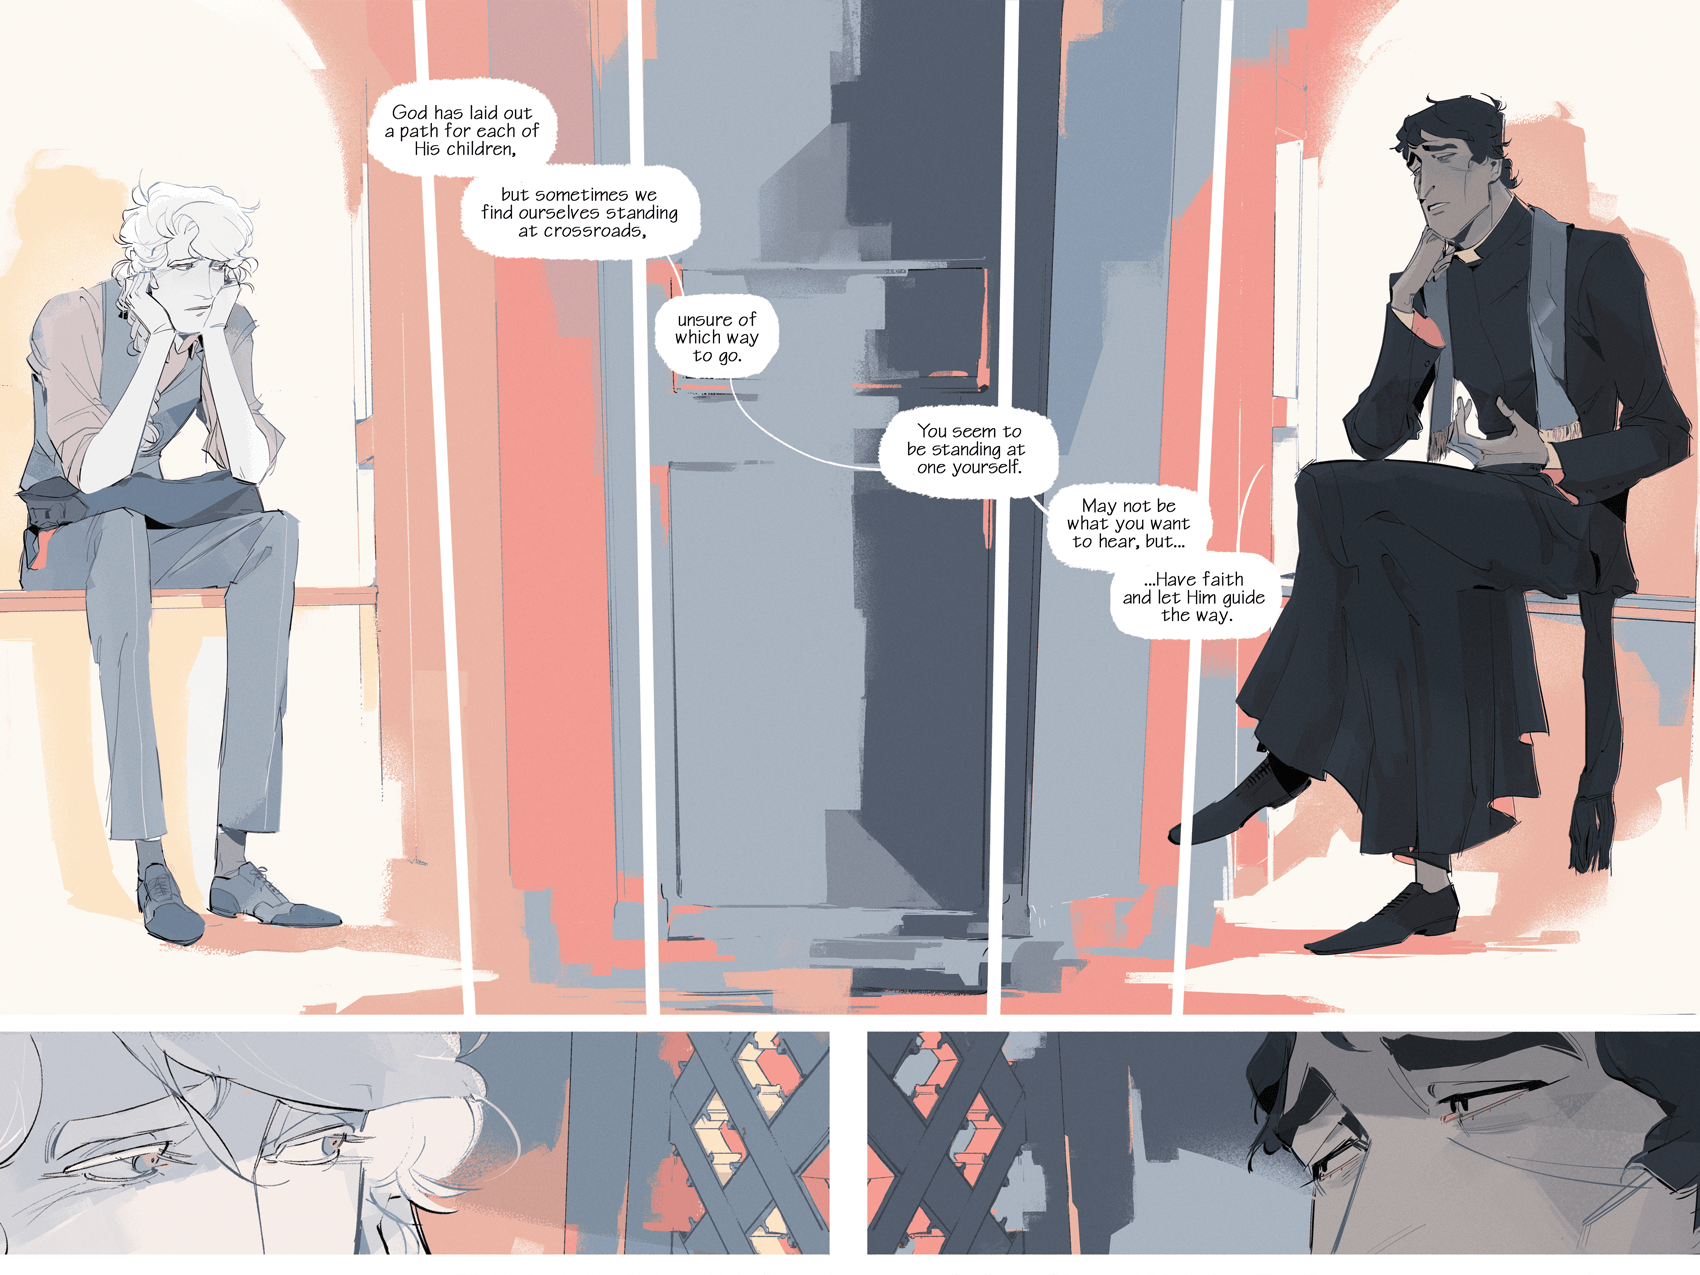 God has laid out
a path for each of
His children,
but sometimes we
find ourselves standing
at crossroads,
unsure of
which way
to go.
You seem to
be standing at
one yourself.
May not be
what you want
to hear, but...
...Have faith
and let Him guide
the way.